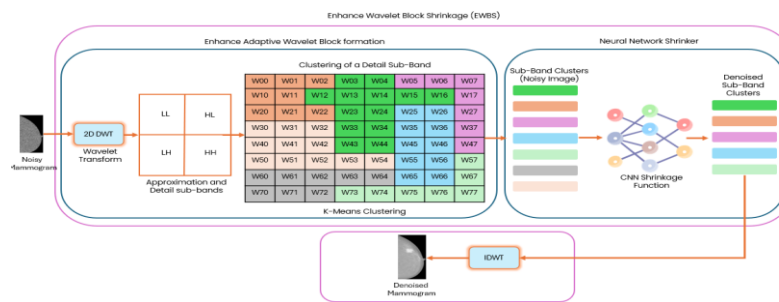 Enhance Wavelet Block Shrinkage (EWBS)
Enhance Adaptive Wavelet Block formation
Neural Network Shrinker
Clustering of a Detail Sub-Band
Sub-Band Clusters
(Noisy Image)
Denoised
Sub-Band
Clusters
W00 W01 W02 W03 W04 W05 W06 W07
W10 W11 W12 W13 W14 W15 W16 W17
W20 W21 W22 W23 W24 W25 W26 W27
W30 W31 W32 W33 W34 W35 W36 W37
W40 W41 W42 W43 W44 W45 W46 W47
W50 W51 W52 W53 W54 W55 W56 W57
W60 W61 W62 W63 W64 W65 W66 W67
W70 W71 W72 W73 W74 W75 W76 W77
LL HL
LH HH
2D DWT
Wavelet
Transform
Noisy
Mammogram
Approximation and
Detail sub-bands
K-Means Clustering
CNN Shrinkage
Function
IDWT
Denoised
Mammogram